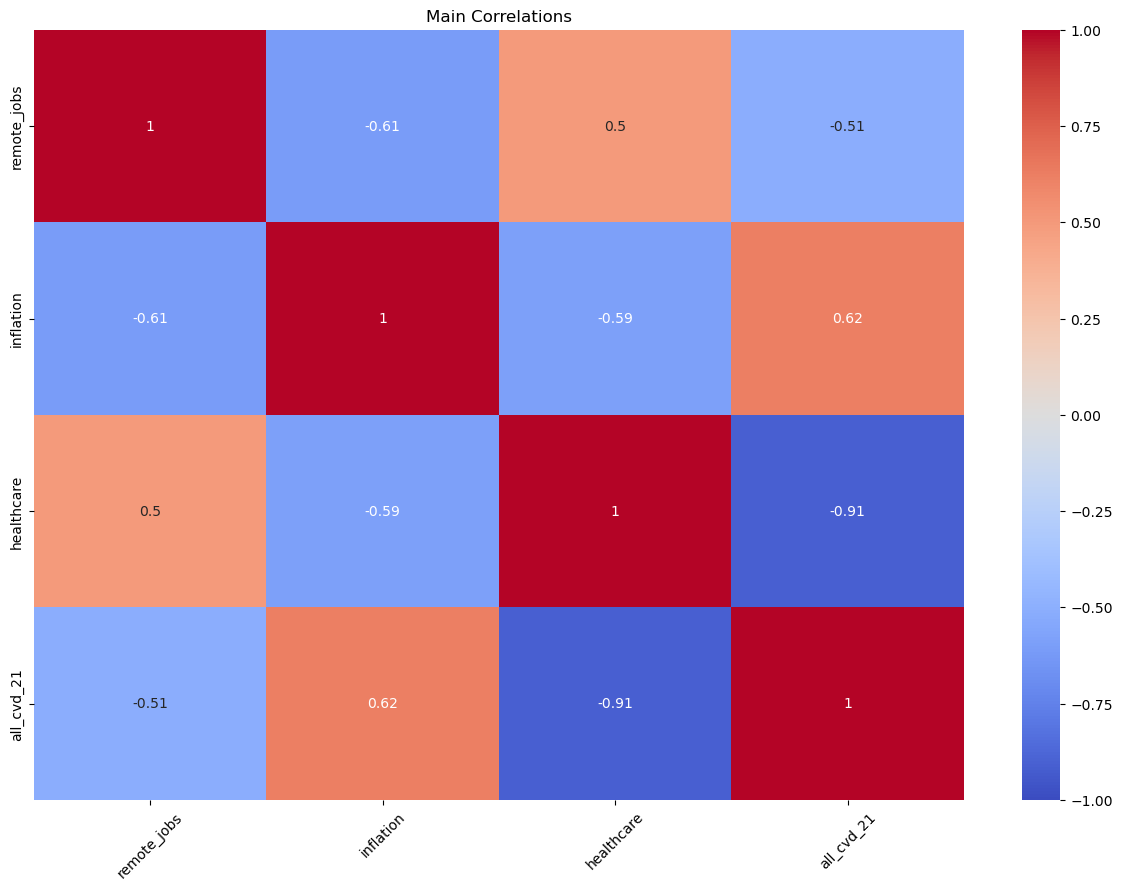 Main Correlations
remote_jobs
1
-0.61
0.5
-0.51
inflation
-0.61
1
-0.59
0.62
healthcare
0.5
-0.59
1
-0.91
all_cvd_21
-0.51
0.62
-0.91
1
remote_jobs
inflation
healthcare
all_cvd_21
1.00
0.75
0.50
0.25
0.00
−0.25
−0.50
−0.75
−1.00